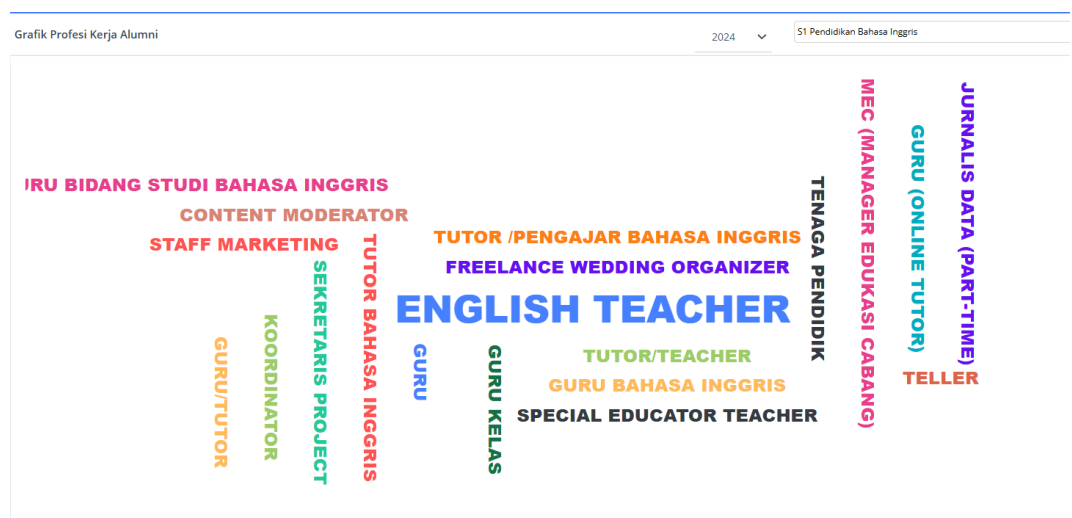 Grafik Profesi Kerja Alumni
2024
S1 Pendidikan Bahasa Inggris
BIDANG STUDI BAHASA INGGRIS
CONTENT MODERATOR
STAFF MARKETING
TUTOR /PENGAJAR BAHASA INGGRIS
FREELANCE WEDDING ORGANIZER
ENGLISH TEACHER
TUTOR/TEACHER
GURU BAHASA INGGRIS
SPECIAL EDUCATOR TEACHER
GURU/TUTOR
KOORDINATOR
SEKRETARIS PROJECT
TUTOR BAHASA INGGRIS
GURU
GURU KELAS
TENAGA PENDIDIK
MEC (MANAGER EDUKASI CABANG)
GURU (ONLINE TUTOR)
JURNALIS DATA (PART-TIME)
TELLER